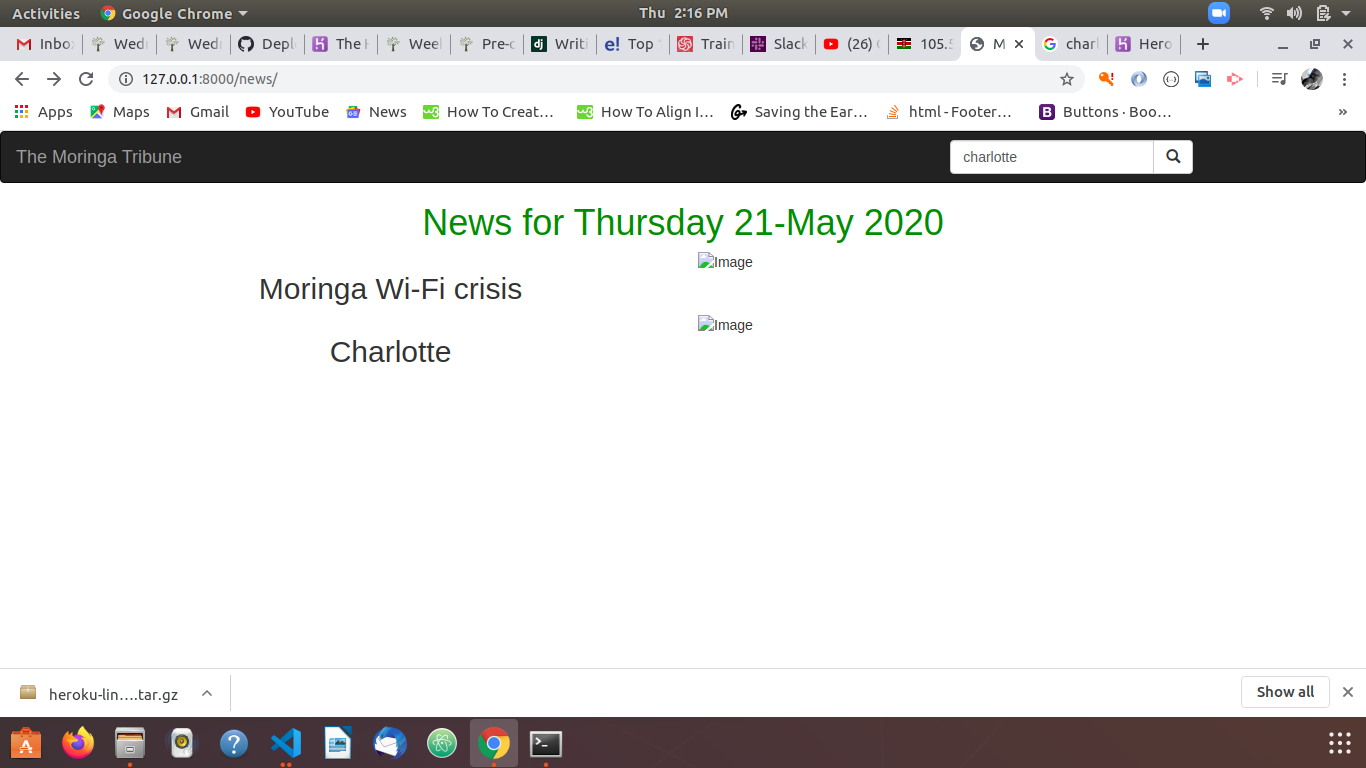 Activities Google Chrome Thu 2:16 PM
Inbo Wedn Wedn Depl The H Weel Pre-c Writi Top T Train Slack (26) 105.5 M charl Hero
127.0.0.1:8000/news/
Apps Maps Gmail YouTube News How To Creat… How To Align I… Saving the Ear… html - Footer… Buttons · Boo… »
The Moringa Tribune charlotte
News for Thursday 21-May 2020
Image
Moringa Wi-Fi crisis
Image
Charlotte
heroku-lin….tar.gz Show all